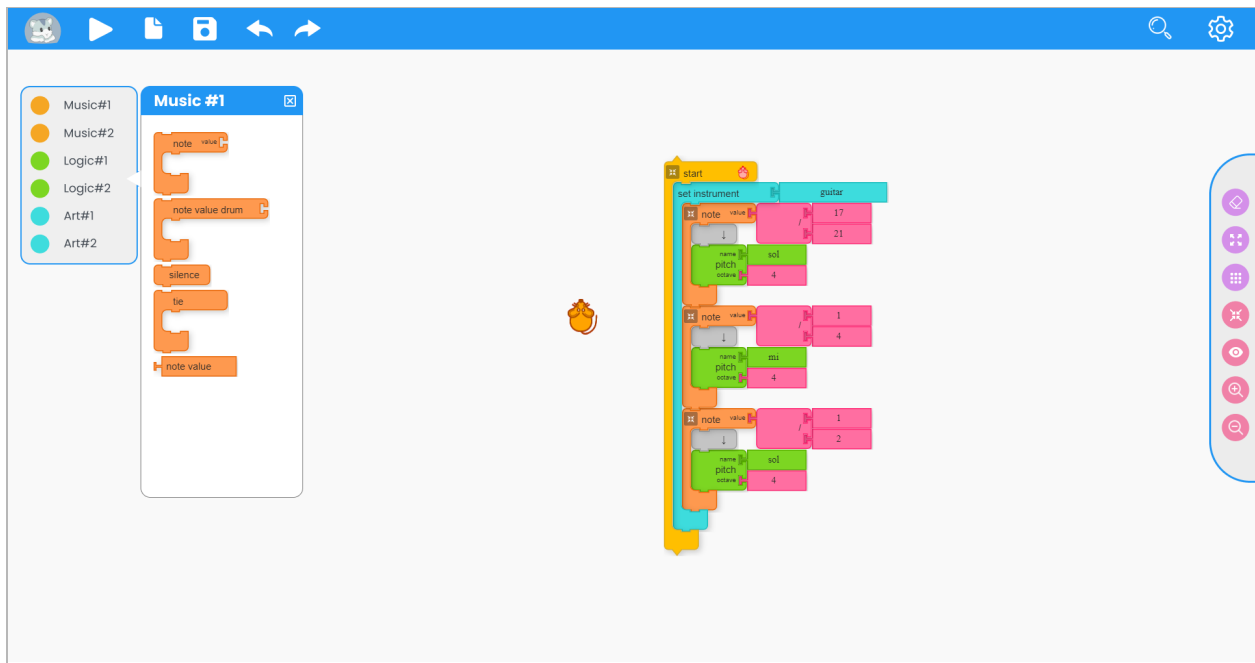 Music#1
Music#2
Logic#1
Logic#2
Art#1
Art#2
Music #1
note value
note value drum
silence
tie
note value
start
set instrument guitar
note value / 17
21
↓
name sol
pitch
octave 4
note value / 1
4
↓
name mi
pitch
octave 4
note value / 1
2
↓
name sol
pitch
octave 4